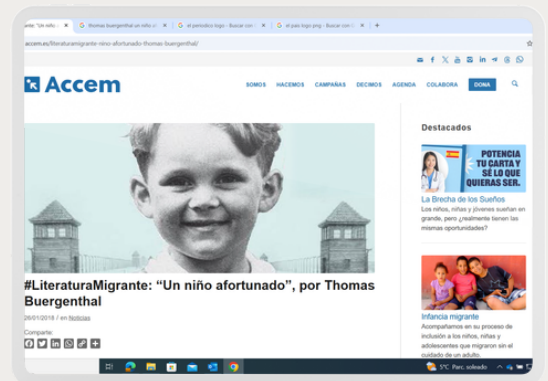 thomas buergenthal un niño
el periodico logo - Buscar con
el pais logo png - Buscar con
accem.es/literaturamigrante-nino-afortunado-thomas-buergenthal/
Accem
SOMOS HACEMOS CAMPAÑAS DECIMOS AGENDA COLABORA DONA
#LiteraturaMigrante: “Un niño afortunado”, por Thomas
Buergenthal
26/01/2018 / en Noticias
Comparte:
Destacados
POTENCIA
TU CARTA Y
SÉ LO QUE
QUIERAS SER.
La Brecha de los Sueños
Los niños, niñas y jóvenes sueñan en
grande, pero ¿realmente tienen las
mismas oportunidades?
Infancia migrante
Acompañamos en su proceso de
inclusión a los niños, niñas y
adolescentes que migraron sin el
cuidado de un adulto.
5°C Parc. soleado